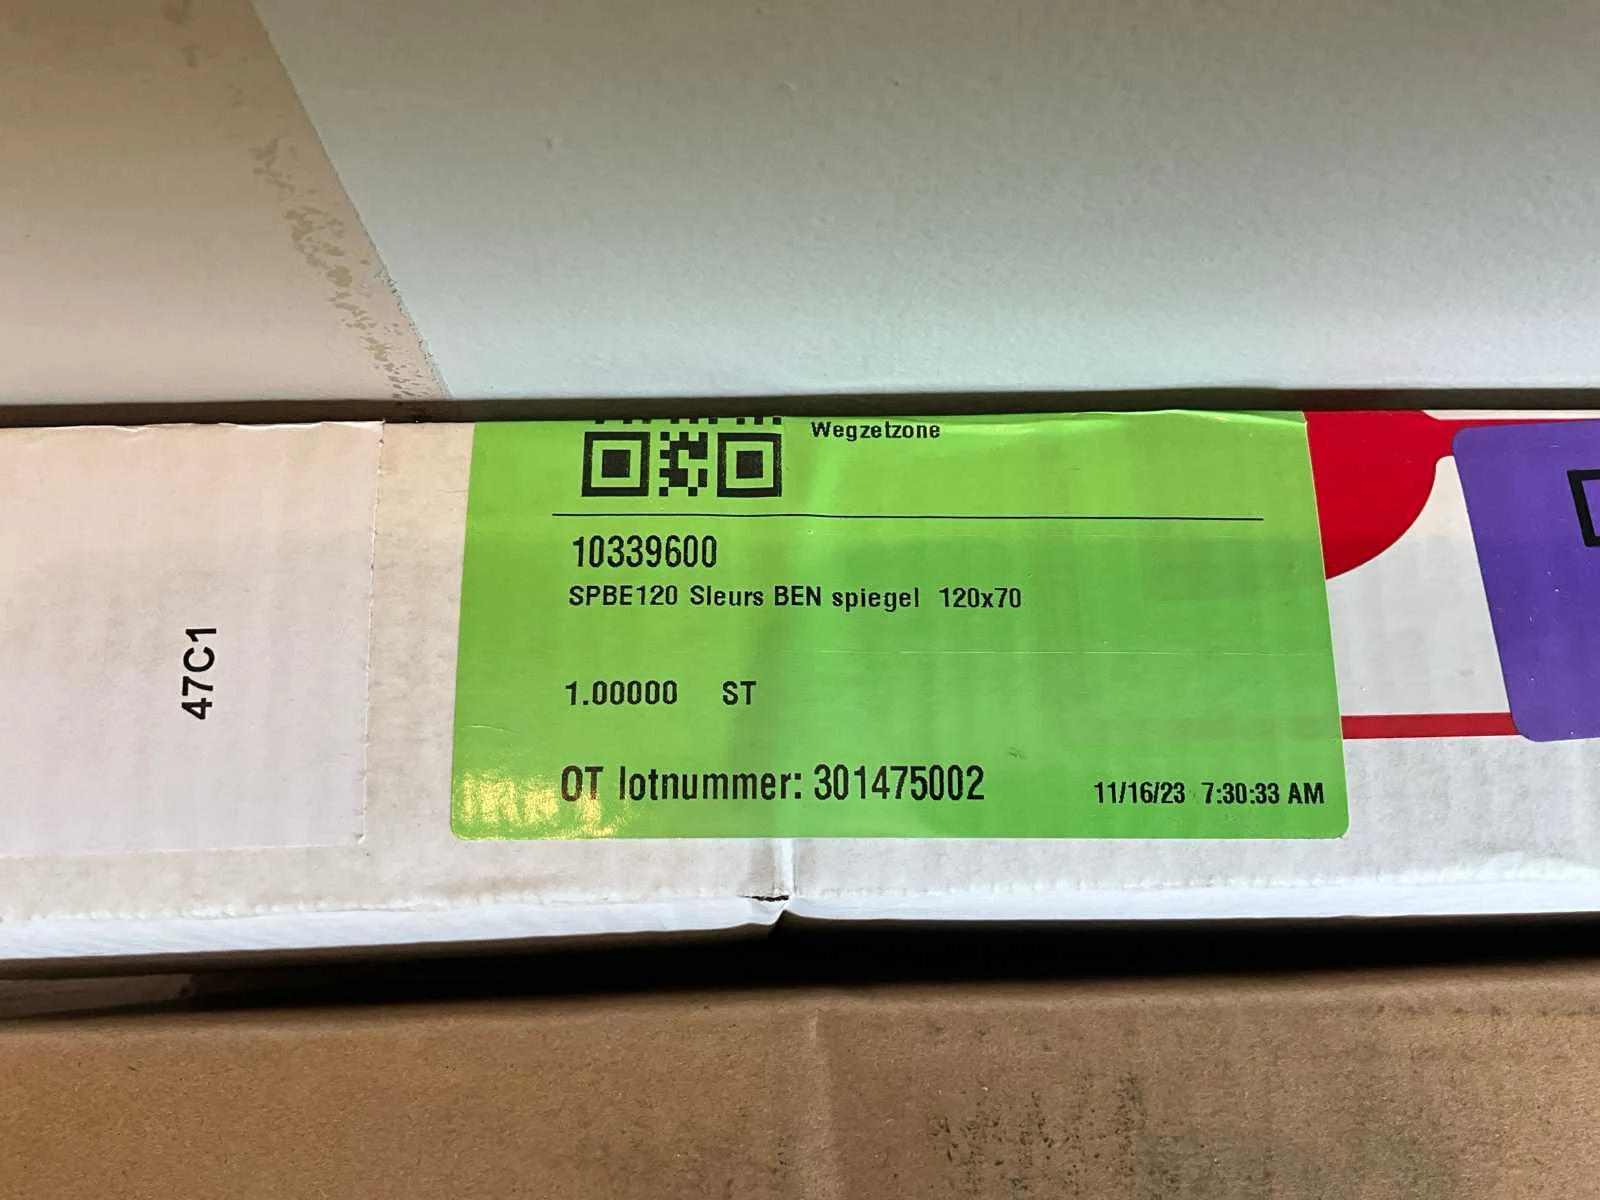 Wegzetzone
10339600
SPBE120 Sleurs BEN spiegel 120x70
1.00000 ST
OT lotnummer: 301475002
11/16/23 7:30:33 AM
47C1